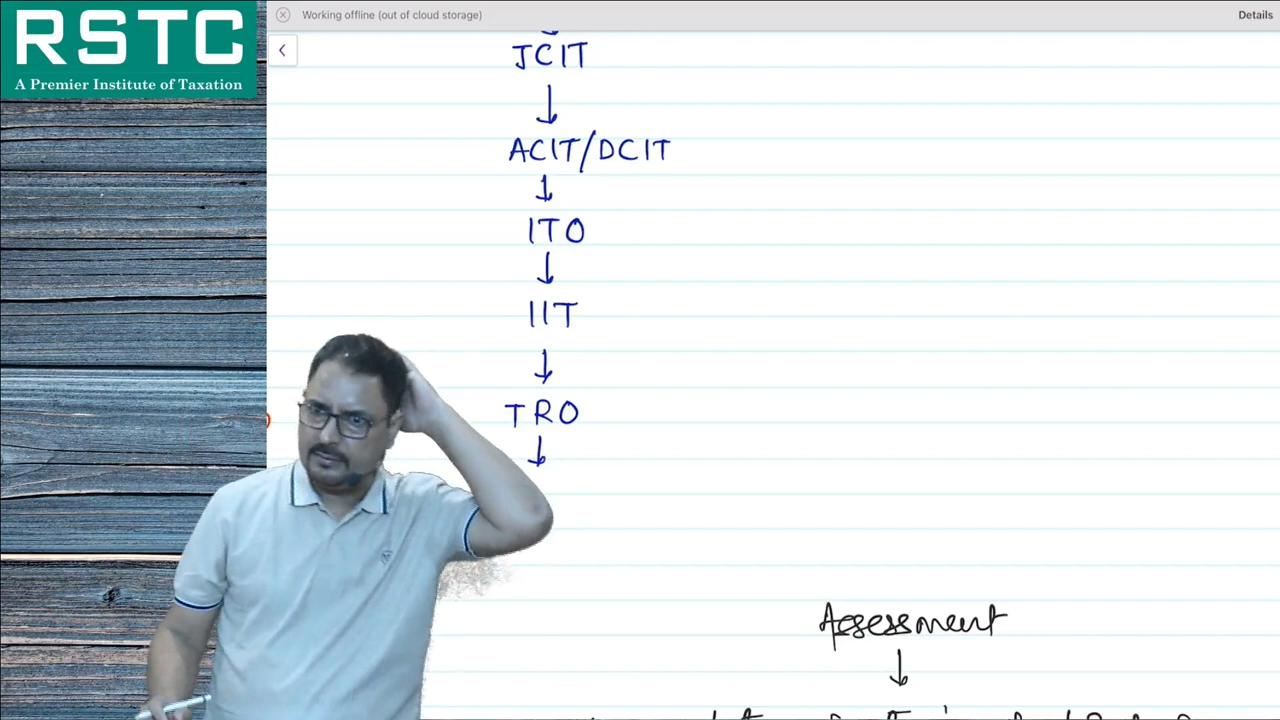 RSTC
A Premier Institute of Taxation
Working offline (out of cloud storage)
Details
JCIT
ACIT/DCIT
ITO
IIT
TRO
Assessment